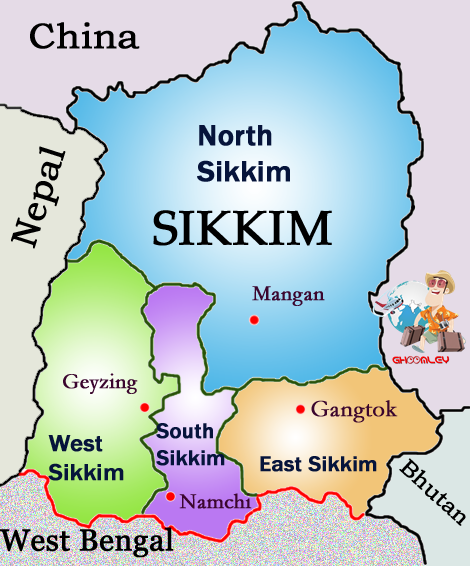 China
North
Sikkim
Nepal
SIKKIM
Mangan
GHOOMLEY
Geyzing
Gangtok
West
Sikkim
South
Sikkim
East Sikkim
Bhutan
Namchi
West Bengal